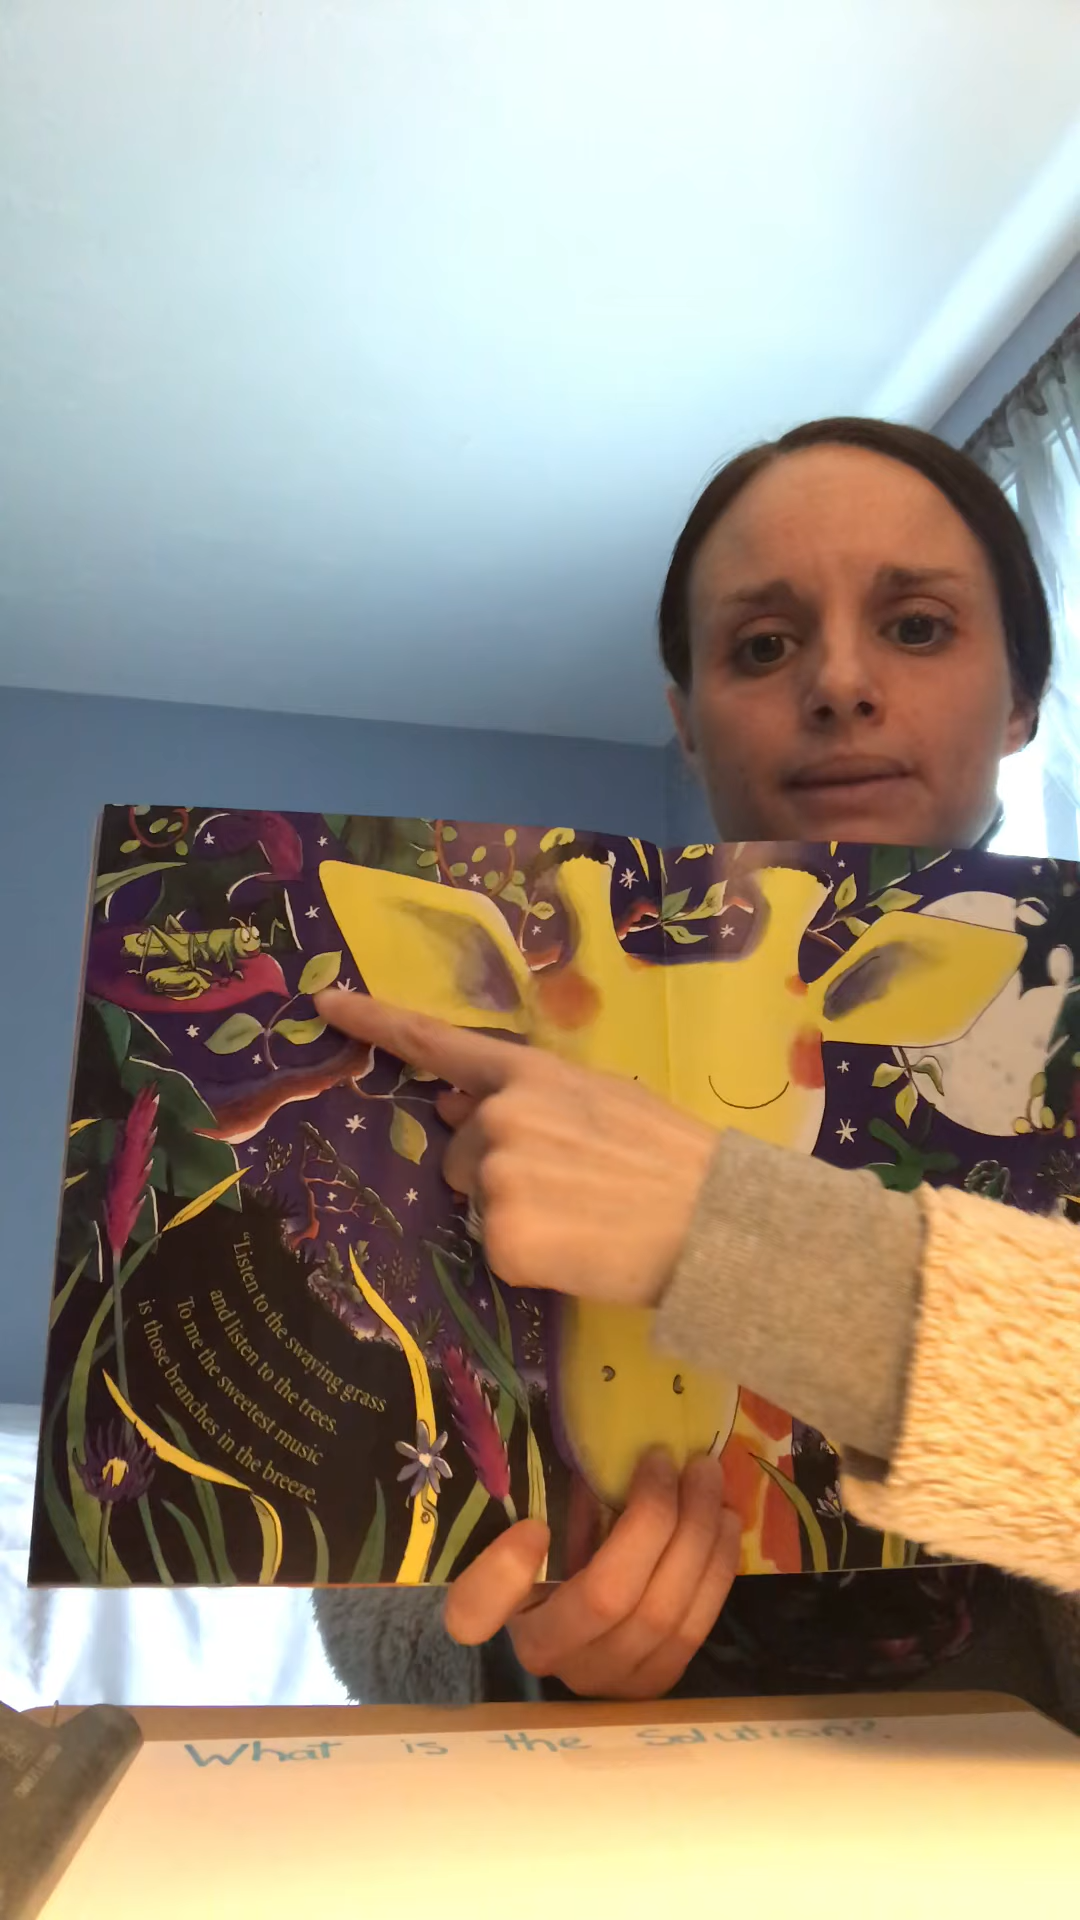 “Listen to the swaying grass
and listen to the trees.
To me the sweetest music
is those branches in the breeze.
What is the Solution?